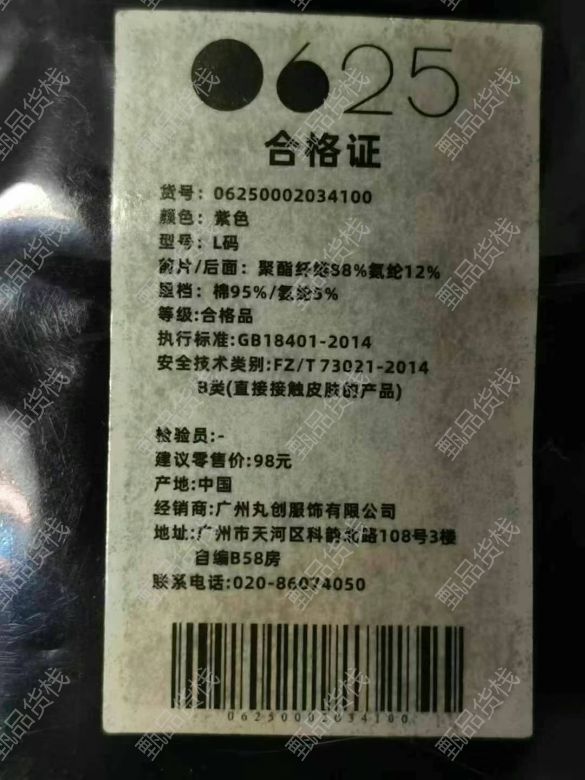 0625
合格证
货号：06250002034100
颜色：紫色
型号：L码
前片/后面：聚酯纤维88%氨纶12%
里档：棉95%/氨纶5%
等级:合格品
执行标准:GB18401-2014
安全技术类别:FZ/T 73021-2014
B类(直接接触皮肤的产品)
检验员:-
建议零售价:98元
产地:中国
经销商:广州丸创服饰有限公司
地址:广州市天河区科韵北路108号3楼
自编B58房
联系电话:020-86074050
06250002034100
甄品货栈